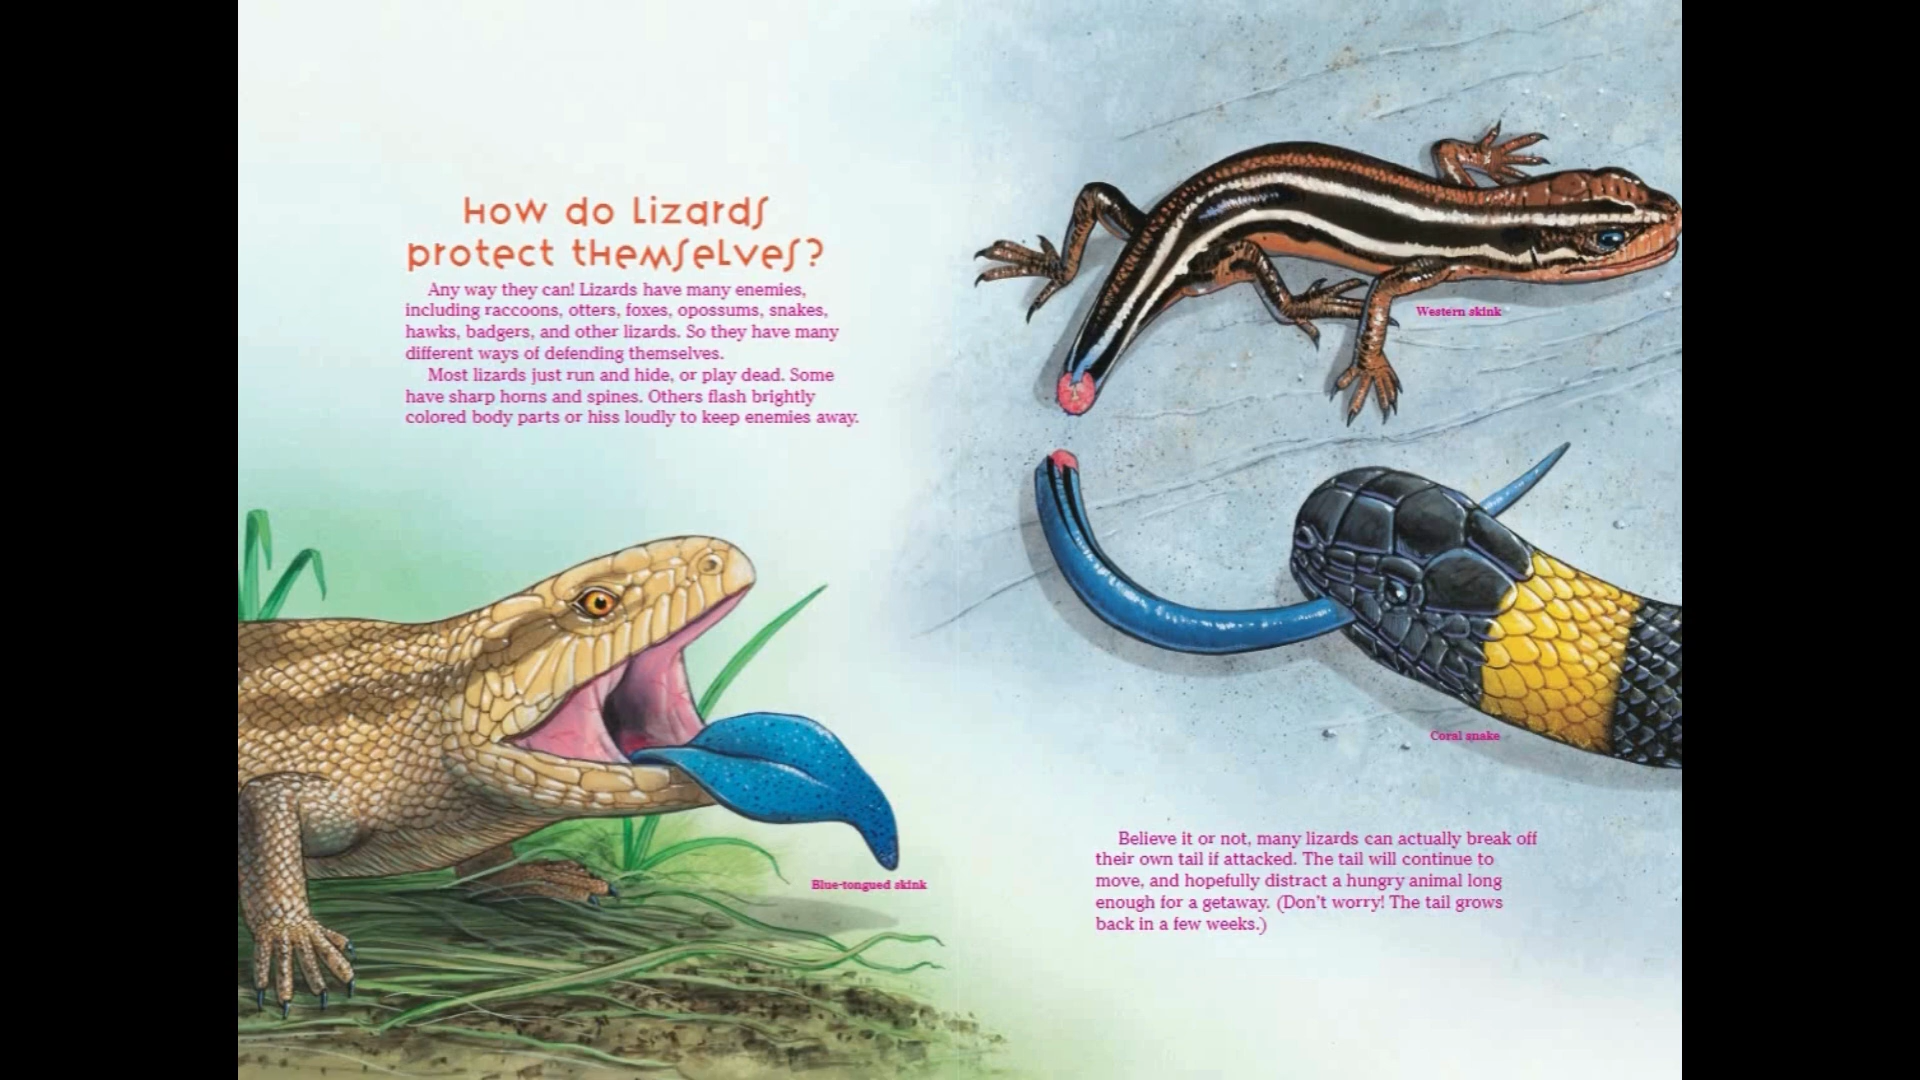 How do lizards
protect themselves?
Any way they can! Lizards have many enemies,
including raccoons, otters, foxes, opossums, snakes,
hawks, badgers, and other lizards. So they have many
different ways of defending themselves.
Most lizards just run and hide, or play dead. Some
have sharp horns and spines. Others flash brightly
colored body parts or hiss loudly to keep enemies away.
Blue-tongued skink
Western skink
Coral snake
Believe it or not, many lizards can actually break off
their own tail if attacked. The tail will continue to
move, and hopefully distract a hungry animal long
enough for a getaway. (Don't worry! The tail grows
back in a few weeks.)